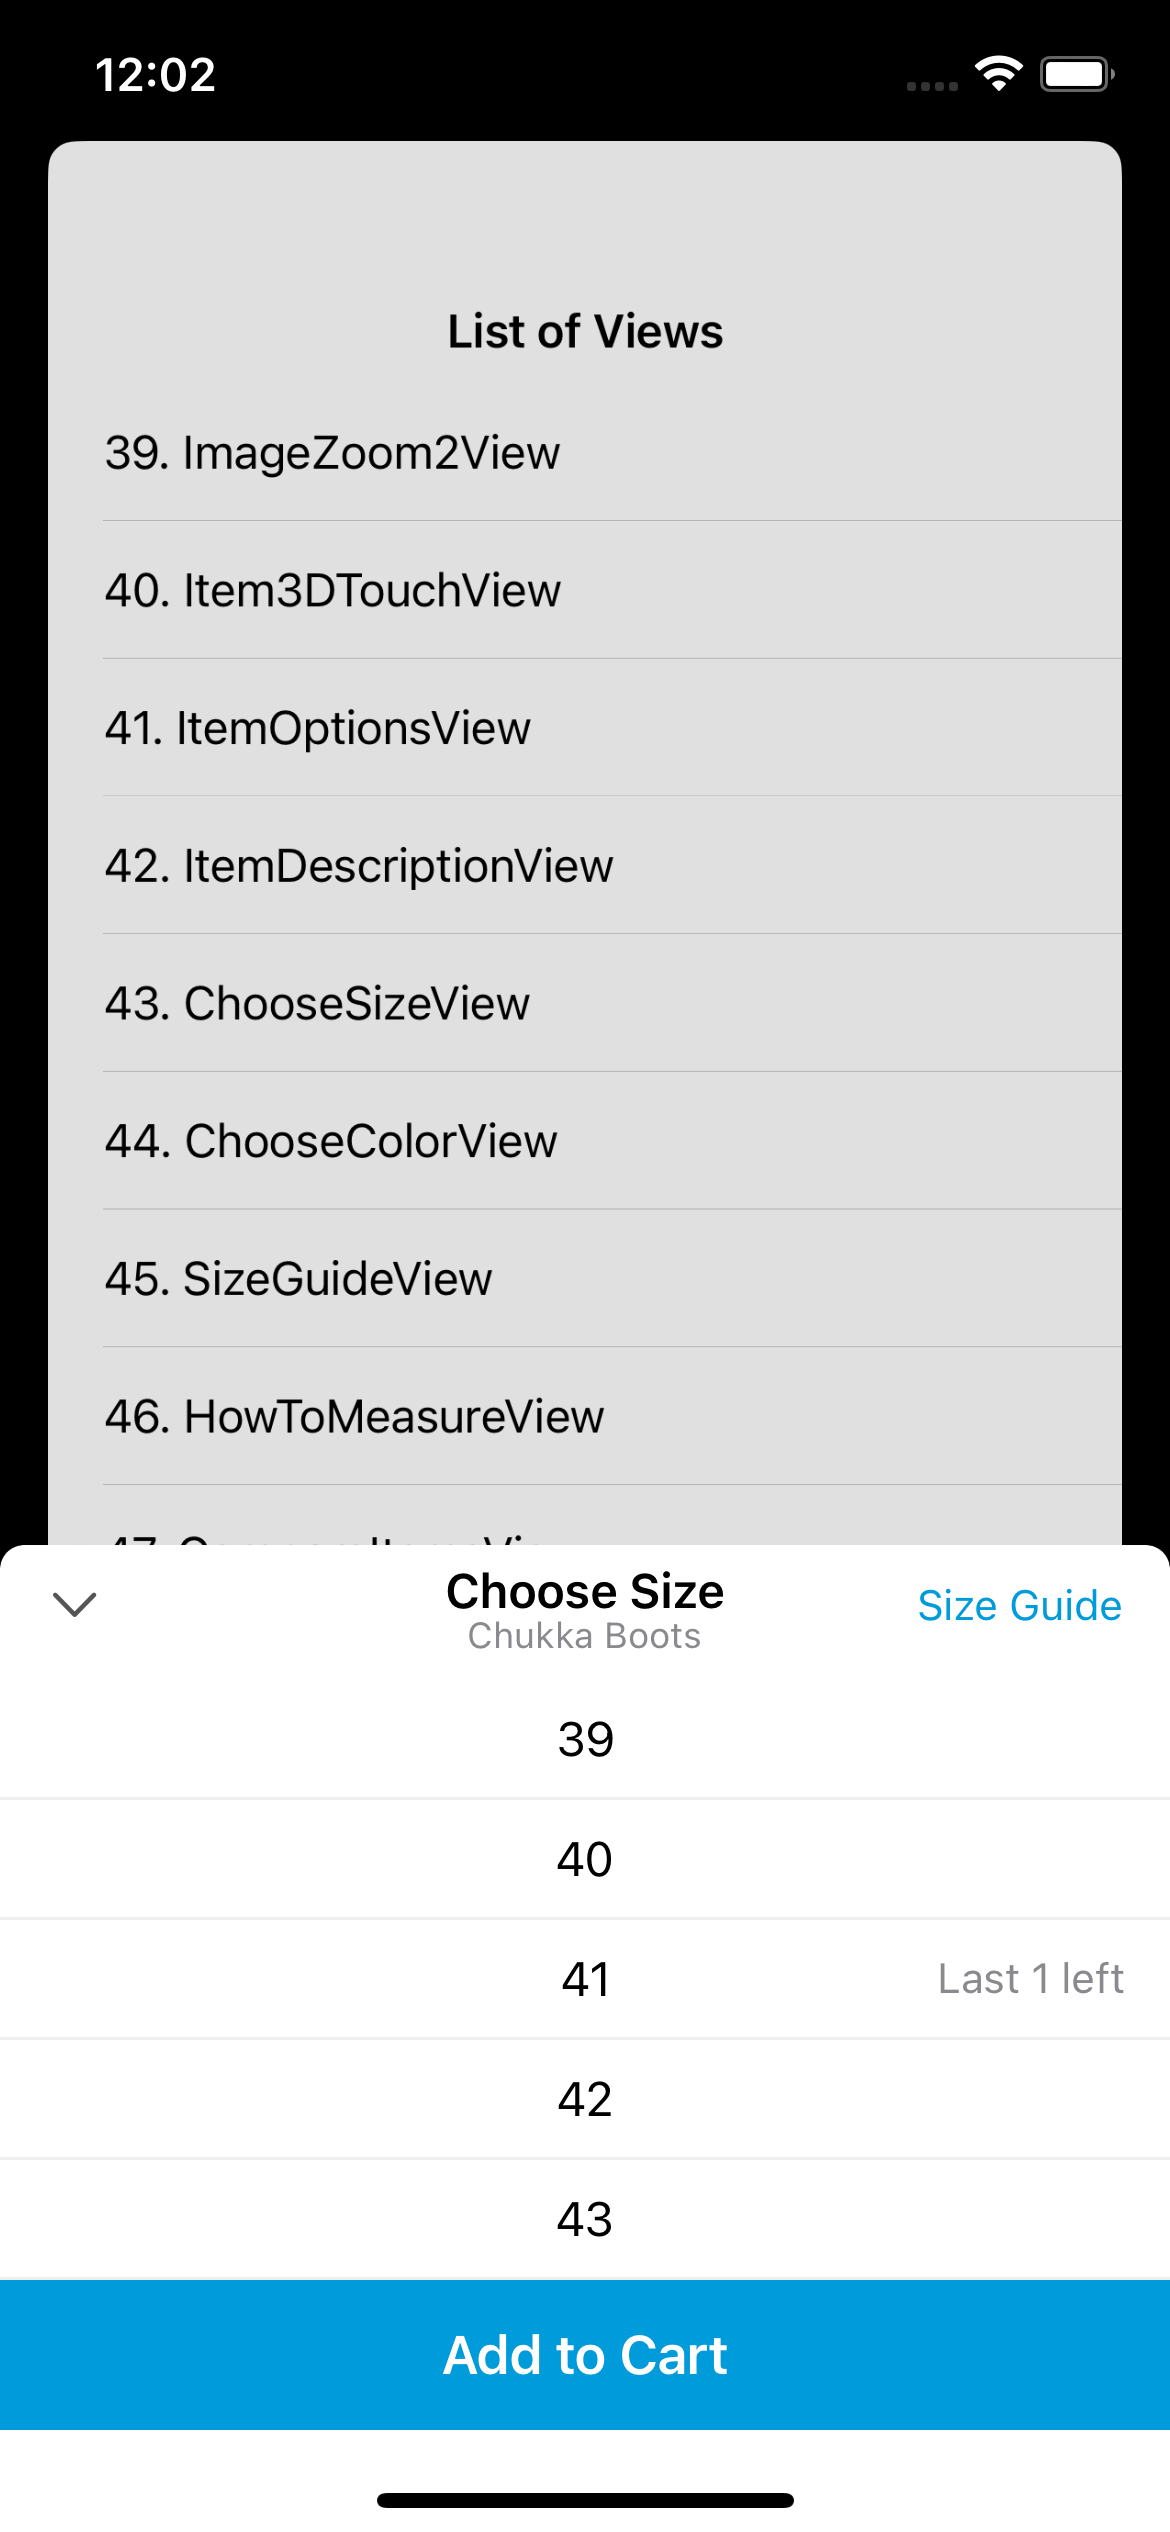 12:02
List of Views
39. ImageZoom2View
40. Item3DTouchView
41. ItemOptionsView
42. ItemDescriptionView
43. ChooseSizeView
44. ChooseColorView
45. SizeGuideView
46. HowToMeasureView
Choose Size
Size Guide
Chukka Boots
39
40
41 Last 1 left
42
43
Add to Cart